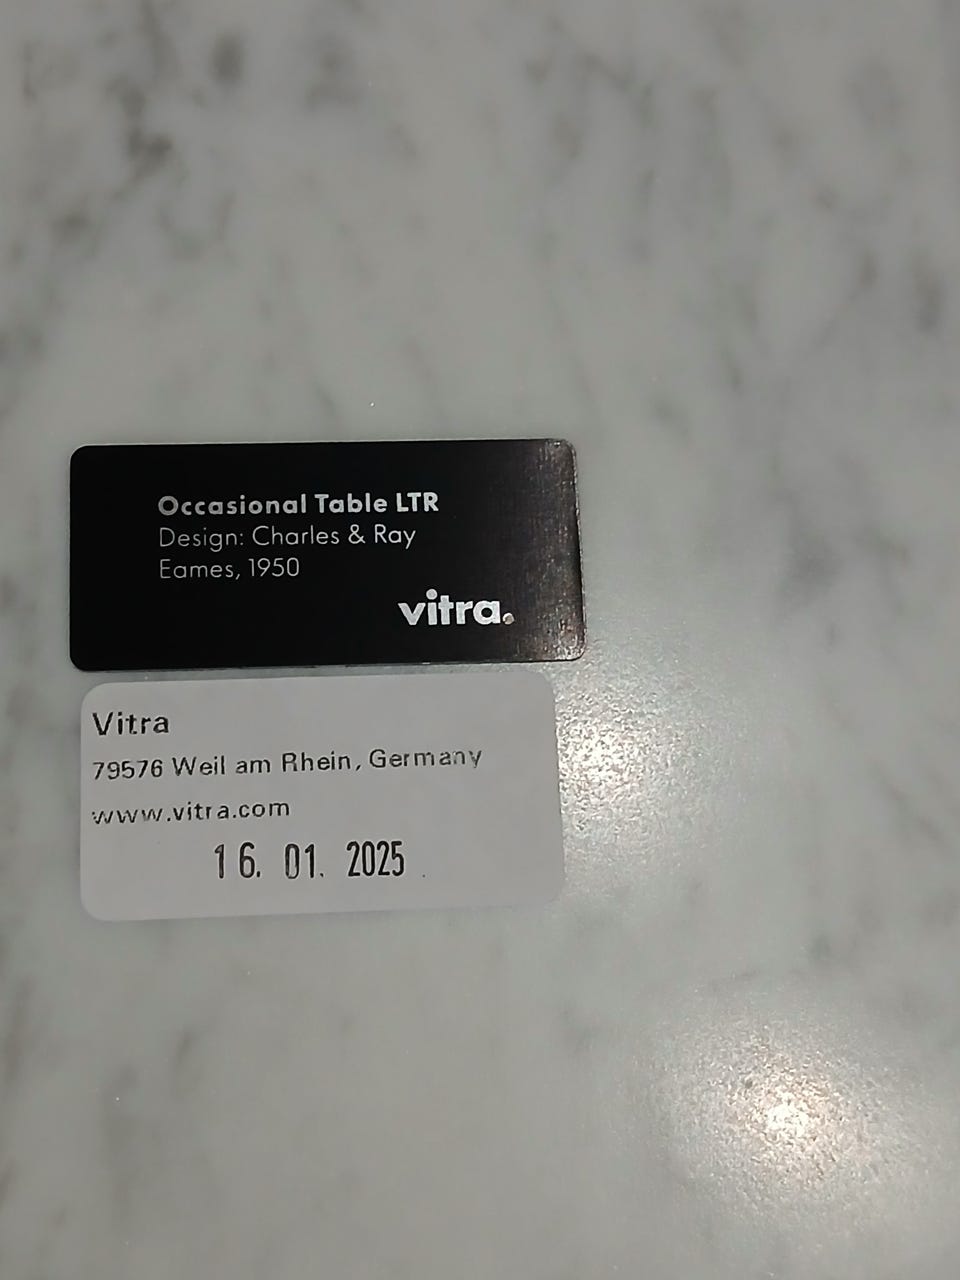 Occasional Table LTR
Design: Charles & Ray
Eames, 1950
vitra.
Vitra
79576 Weil am Rhein, Germany
www.vitra.com
16. 01. 2025